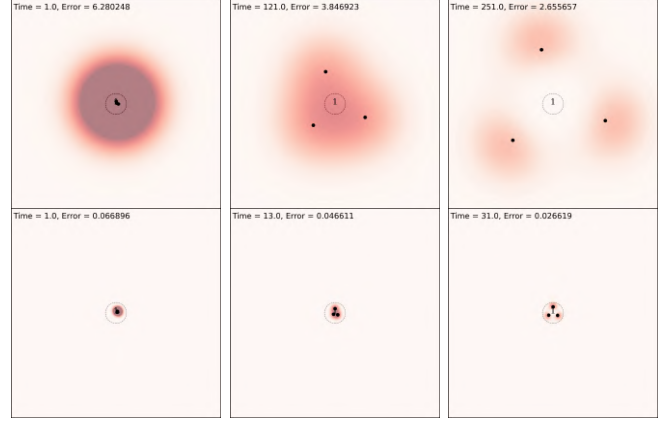 Time = 1.0, Error = 6.280248
Time = 121.0, Error = 3.846923
Time = 251.0, Error = 2.655657
1
1
Time = 1.0, Error = 0.066896
Time = 13.0, Error = 0.046611
Time = 31.0, Error = 0.026619